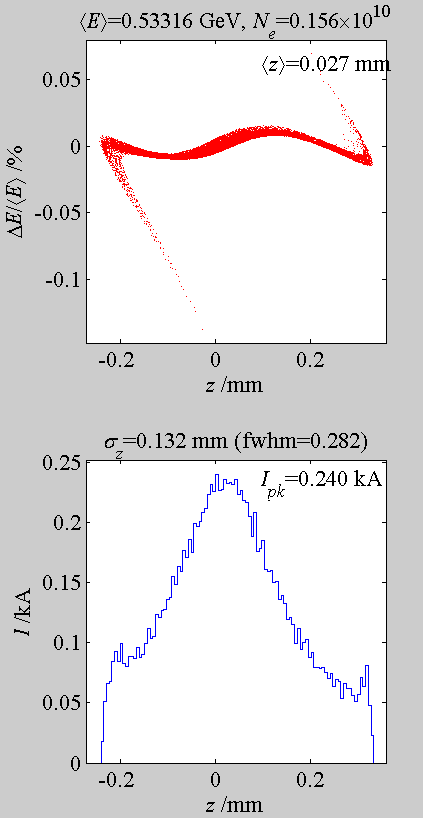 ⟨E⟩=0.53316 GeV, N_e=0.156×10^10
⟨z⟩=0.027 mm
0.05
0
-0.05
-0.1
ΔE/⟨E⟩ /%
-0.2 0 0.2
z /mm
σ_z=0.132 mm (fwhm=0.282)
I_pk=0.240 kA
0.25
0.2
0.15
0.1
0.05
0
I /kA
-0.2 0 0.2
z /mm